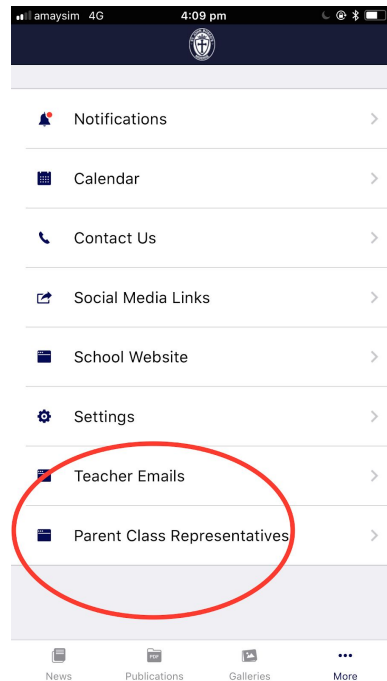 amaysim 4G 4:09 pm
Notifications
Calendar
Contact Us
Social Media Links
School Website
Settings
Teacher Emails
Parent Class Representatives
PDF
News Publications Galleries More